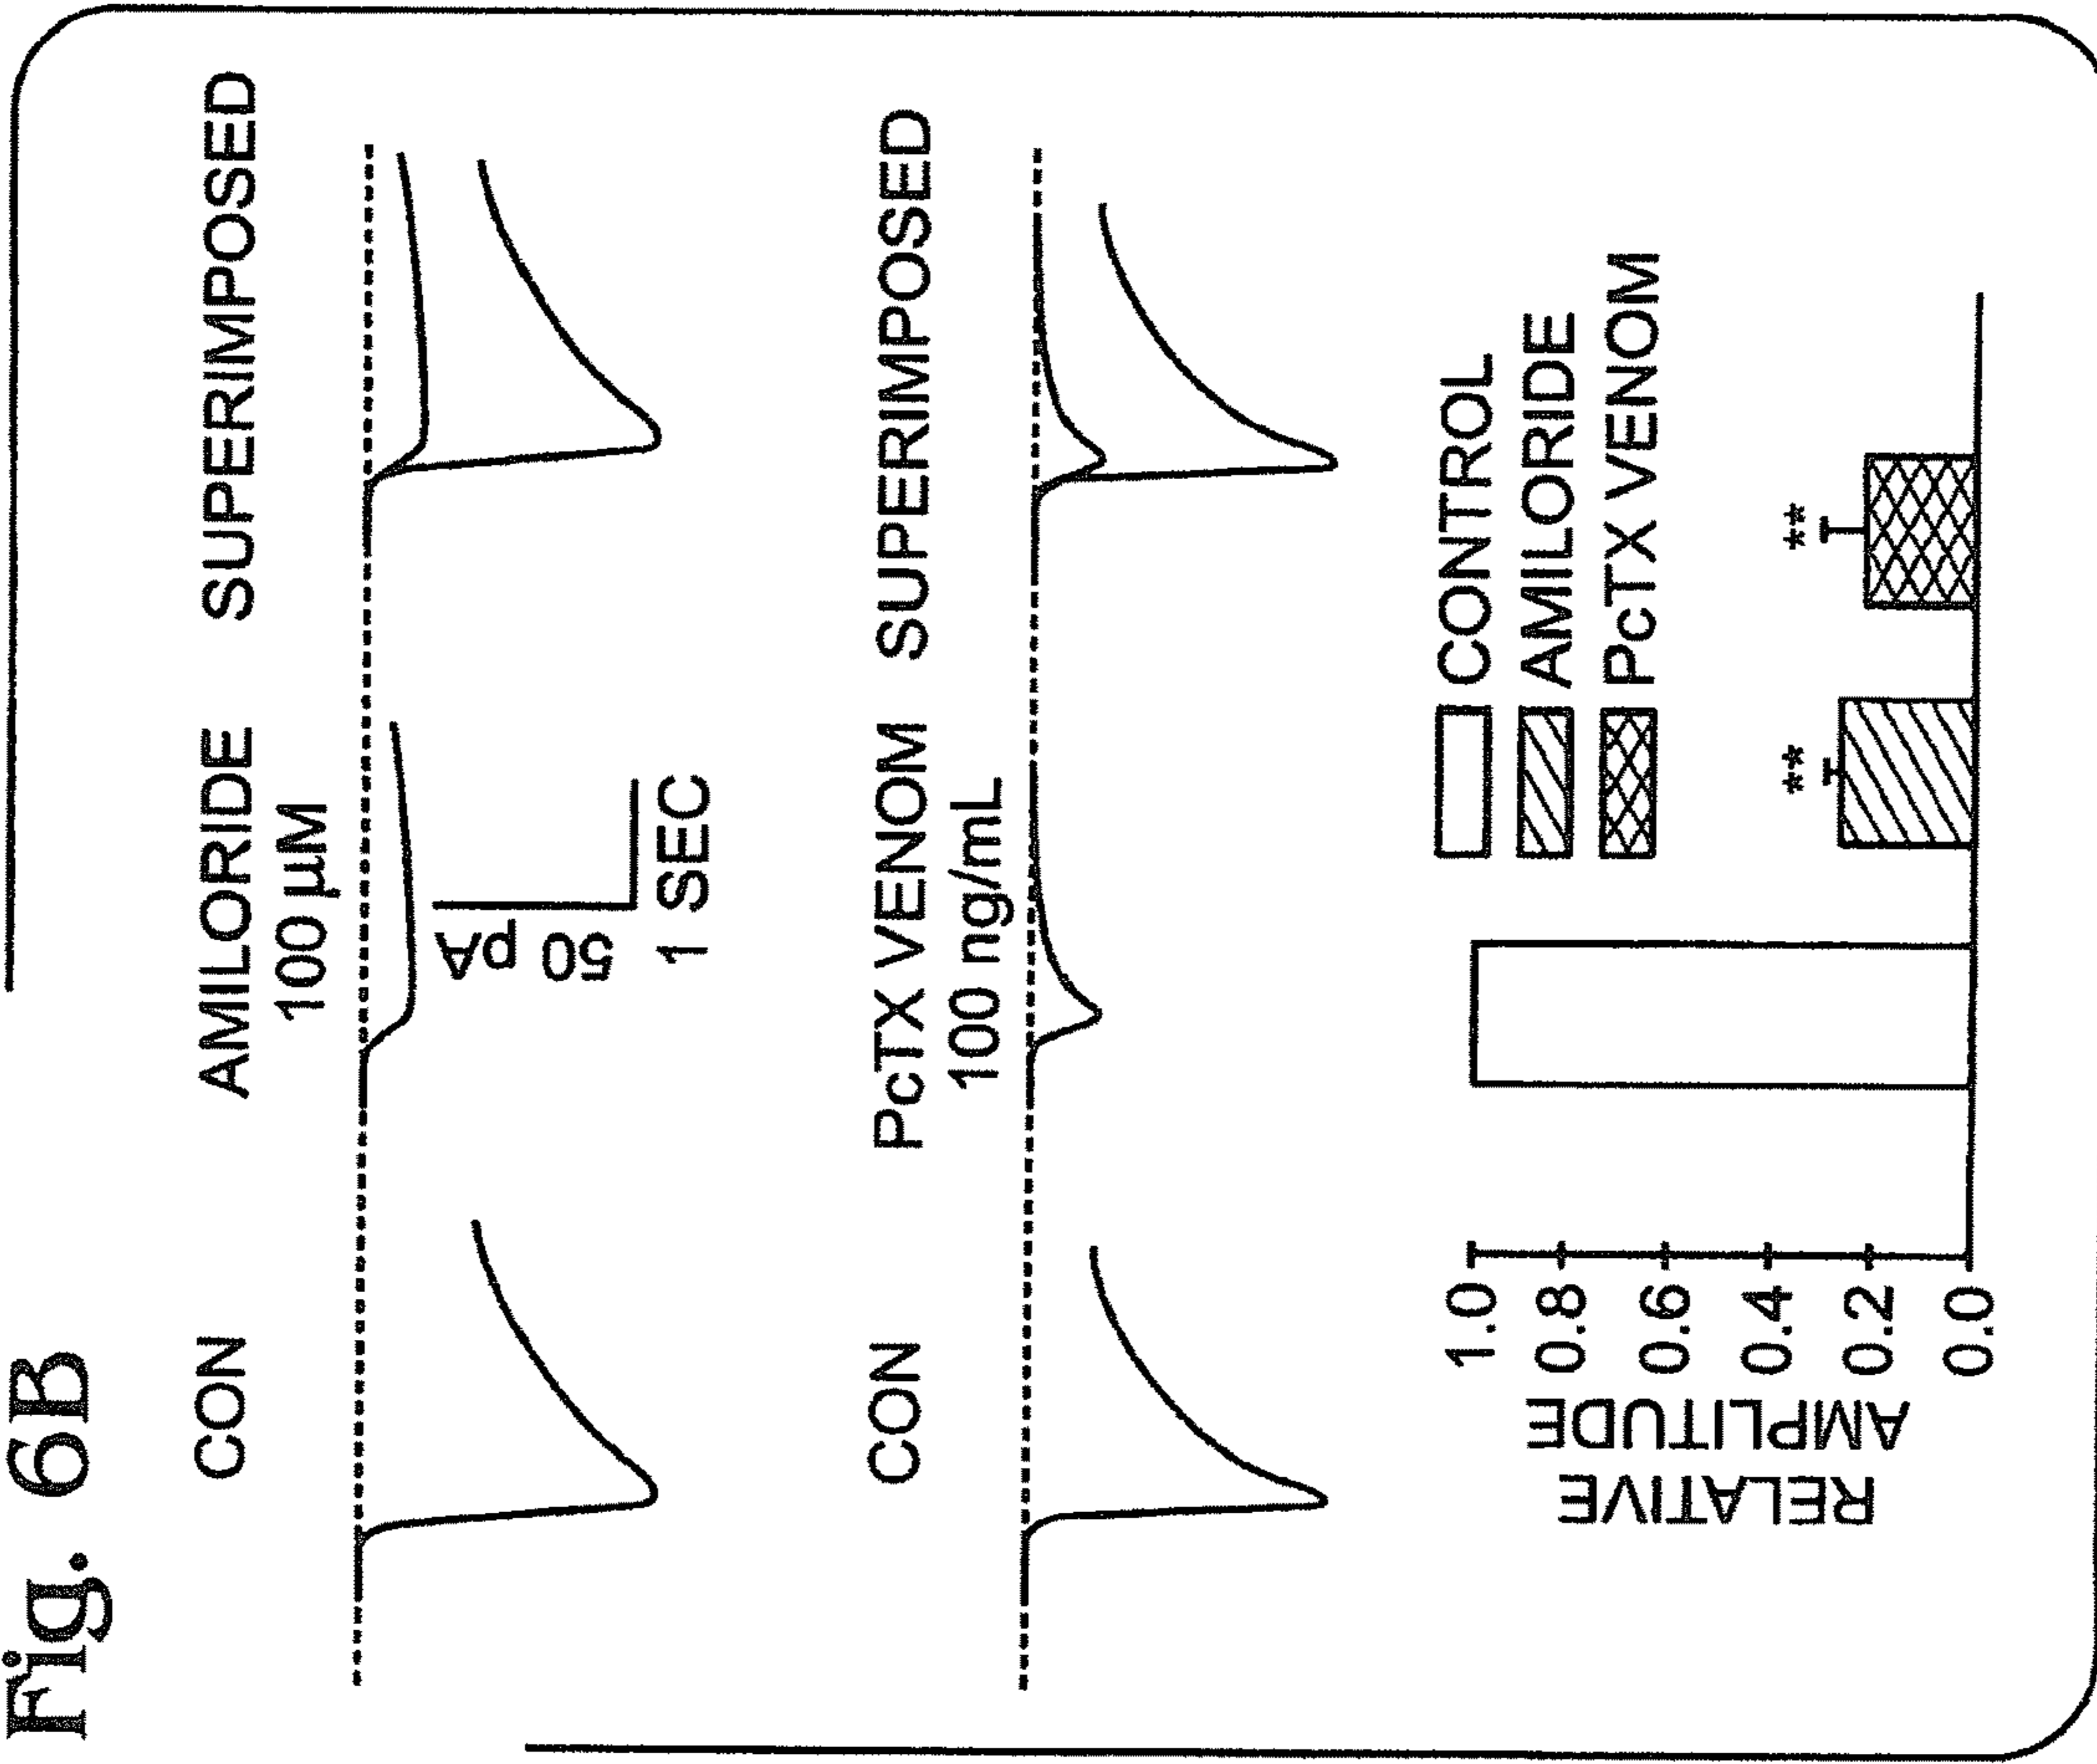 Fig. 6B
CON
AMILORIDE
100 µM
SUPERIMPOSED
50 pA
1 SEC
CON
PcTX VENOM
100 ng/mL
SUPERIMPOSED
CONTROL
AMILORIDE
PcTX VENOM
RELATIVE
AMPLITUDE
1.0
0.8
0.6
0.4
0.2
0.0
**
**